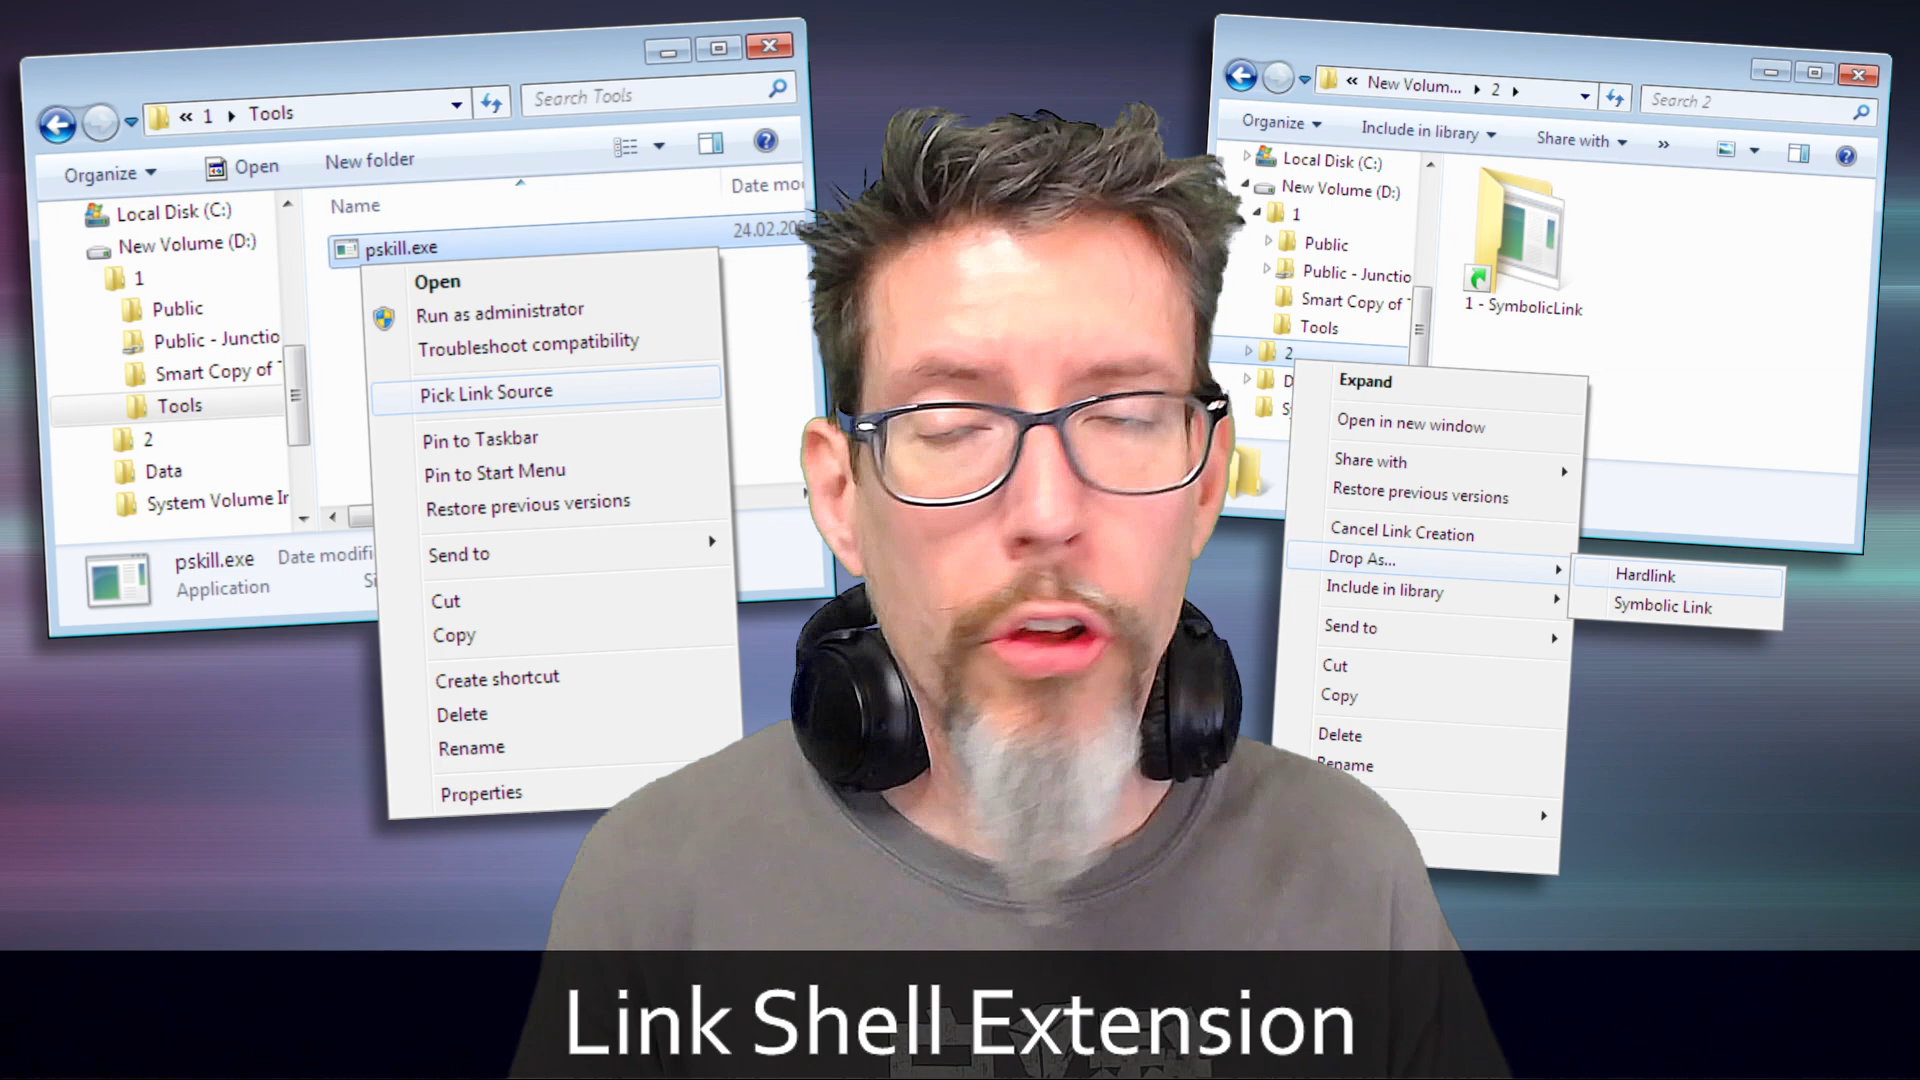 « 1 ▸ Tools
Search Tools
Organize
Open
New folder
Local Disk (C:)
New Volume (D:)
1
Public
Public - Junctio
Smart Copy of T
Tools
2
Data
System Volume Ir
Name
Date mo
pskill.exe
24.02.20
Open
Run as administrator
Troubleshoot compatibility
Pick Link Source
Pin to Taskbar
Pin to Start Menu
Restore previous versions
Send to
Cut
Copy
Create shortcut
Delete
Rename
Properties
pskill.exe
Date modifi
Application
Si
« New Volum... ▸ 2 ▸
Search 2
Organize
Include in library
Share with
»
Local Disk (C:)
New Volume (D:)
1
Public
Public - Junctio
Smart Copy of T
Tools
2
D
Sy
1 - SymbolicLink
Expand
Open in new window
Share with
Restore previous versions
Cancel Link Creation
Drop As...
Include in library
Send to
Cut
Copy
Delete
Rename
Hardlink
Symbolic Link
Link Shell Extension